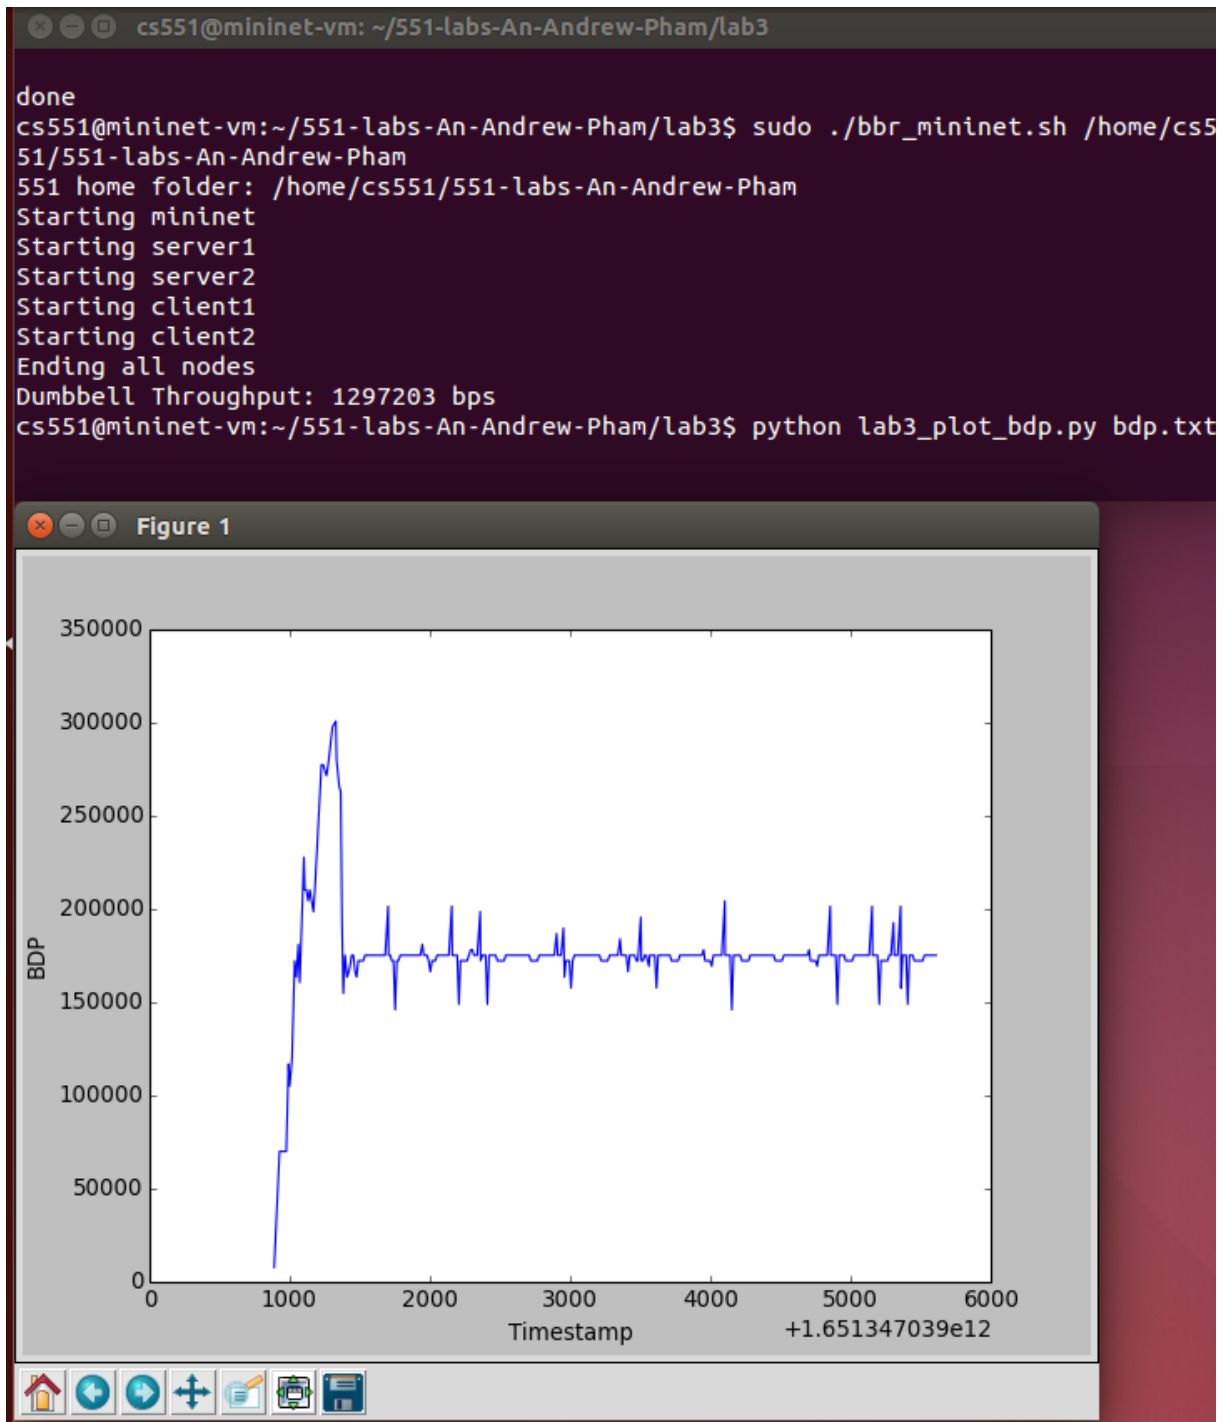 cs551@mininet-vm: ~/551-labs-An-Andrew-Pham/lab3
done
cs551@mininet-vm:~/551-labs-An-Andrew-Pham/lab3$ sudo ./bbr_mininet.sh /home/cs5
51/551-labs-An-Andrew-Pham
551 home folder: /home/cs551/551-labs-An-Andrew-Pham
Starting mininet
Starting server1
Starting server2
Starting client1
Starting client2
Ending all nodes
Dumbbell Throughput: 1297203 bps
cs551@mininet-vm:~/551-labs-An-Andrew-Pham/lab3$ python lab3_plot_bdp.py bdp.txt
Figure 1
350000
300000
250000
200000
150000
100000
50000
0
BDP
0 1000 2000 3000 4000 5000 6000
Timestamp
+1.651347039e12